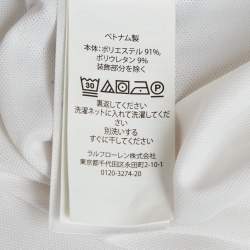 ベトナム製
本体: ポリエステル 91%,
ポリウレタン 9%
装飾部分を除く
30
裏返してください
洗濯ネットに入れて洗濯してください
別洗いする
すぐに干してください
ラルフローレン株式会社
東京都千代田区永田町2-10-1
0120-3274-20